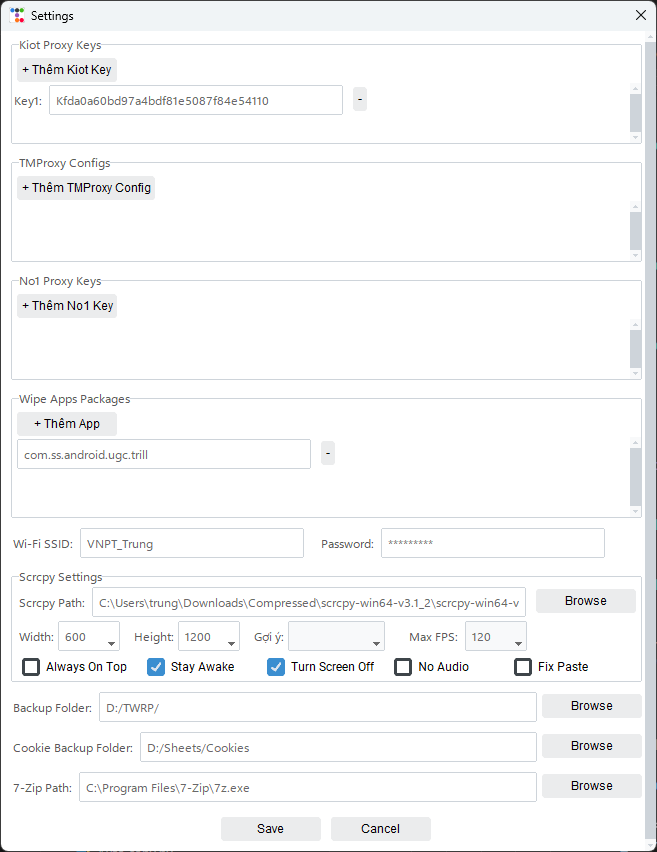 Settings
Kiot Proxy Keys
+ Thêm Kiot Key
Key1: Kfda0a60bd97a4bdf81e5087f84e54110 -
TMProxy Configs
+ Thêm TMProxy Config
No1 Proxy Keys
+ Thêm No1 Key
Wipe Apps Packages
+ Thêm App
com.ss.android.ugc.trill -
Wi-Fi SSID: VNPT_Trung Password: *********
Scrcpy Settings
Scrcpy Path: C:\Users\trung\Downloads\Compressed\scrcpy-win64-v3.1_2\scrcpy-win64-v Browse
Width: 600 Height: 1200 Gợi ý: Max FPS: 120
Always On Top Stay Awake Turn Screen Off No Audio Fix Paste
Backup Folder: D:/TWRP/ Browse
Cookie Backup Folder: D:/Sheets/Cookies Browse
7-Zip Path: C:\Program Files\7-Zip\7z.exe Browse
Save Cancel